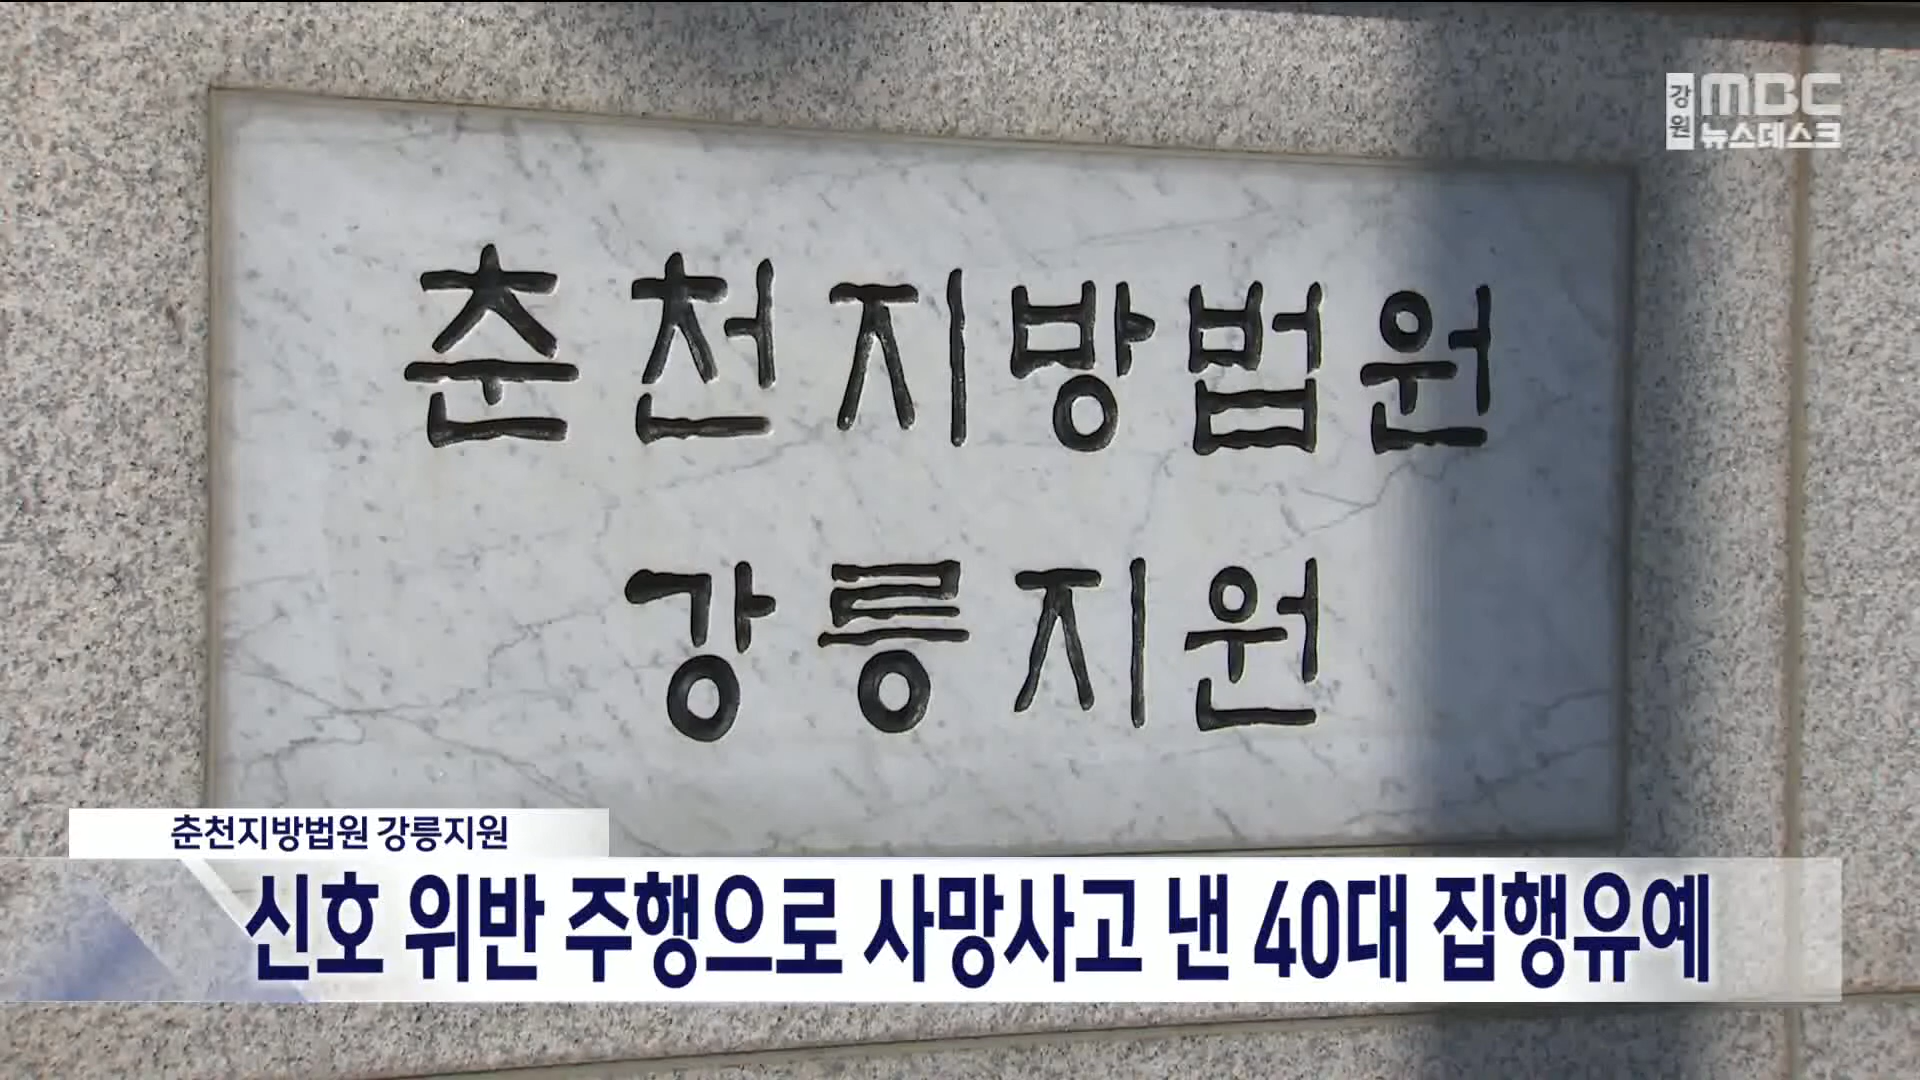 강원
MBC
뉴스데스크
춘천지방법원
강릉지원
춘천지방법원 강릉지원
신호 위반 주행으로 사망사고 낸 40대 집행유예